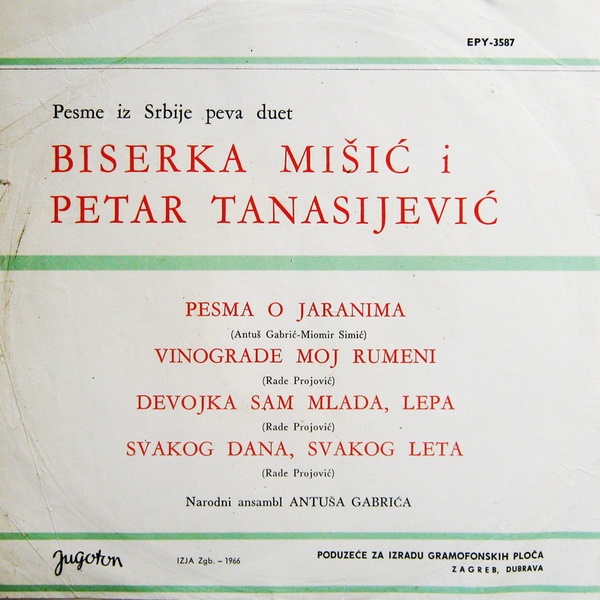 EPY-3587
Pesme iz Srbije peva duet
BISERKA MIŠIĆ i
PETAR TANASIJEVIĆ
PESMA O JARANIMA
(Antuš Gabrić-Miomir Simić)
VINOGRADE MOJ RUMENI
(Rade Projović)
DEVOJKA SAM MLADA, LEPA
(Rade Projović)
SVAKOG DANA, SVAKOG LETA
(Rade Projović)
Narodni ansambl ANTUŠA GABRIĆA
Jugoton
IZJA Zgb. – 1966
PODUZEĆE ZA IZRADU GRAMOFONSKIH PLOČA
ZAGREB, DUBRAVA